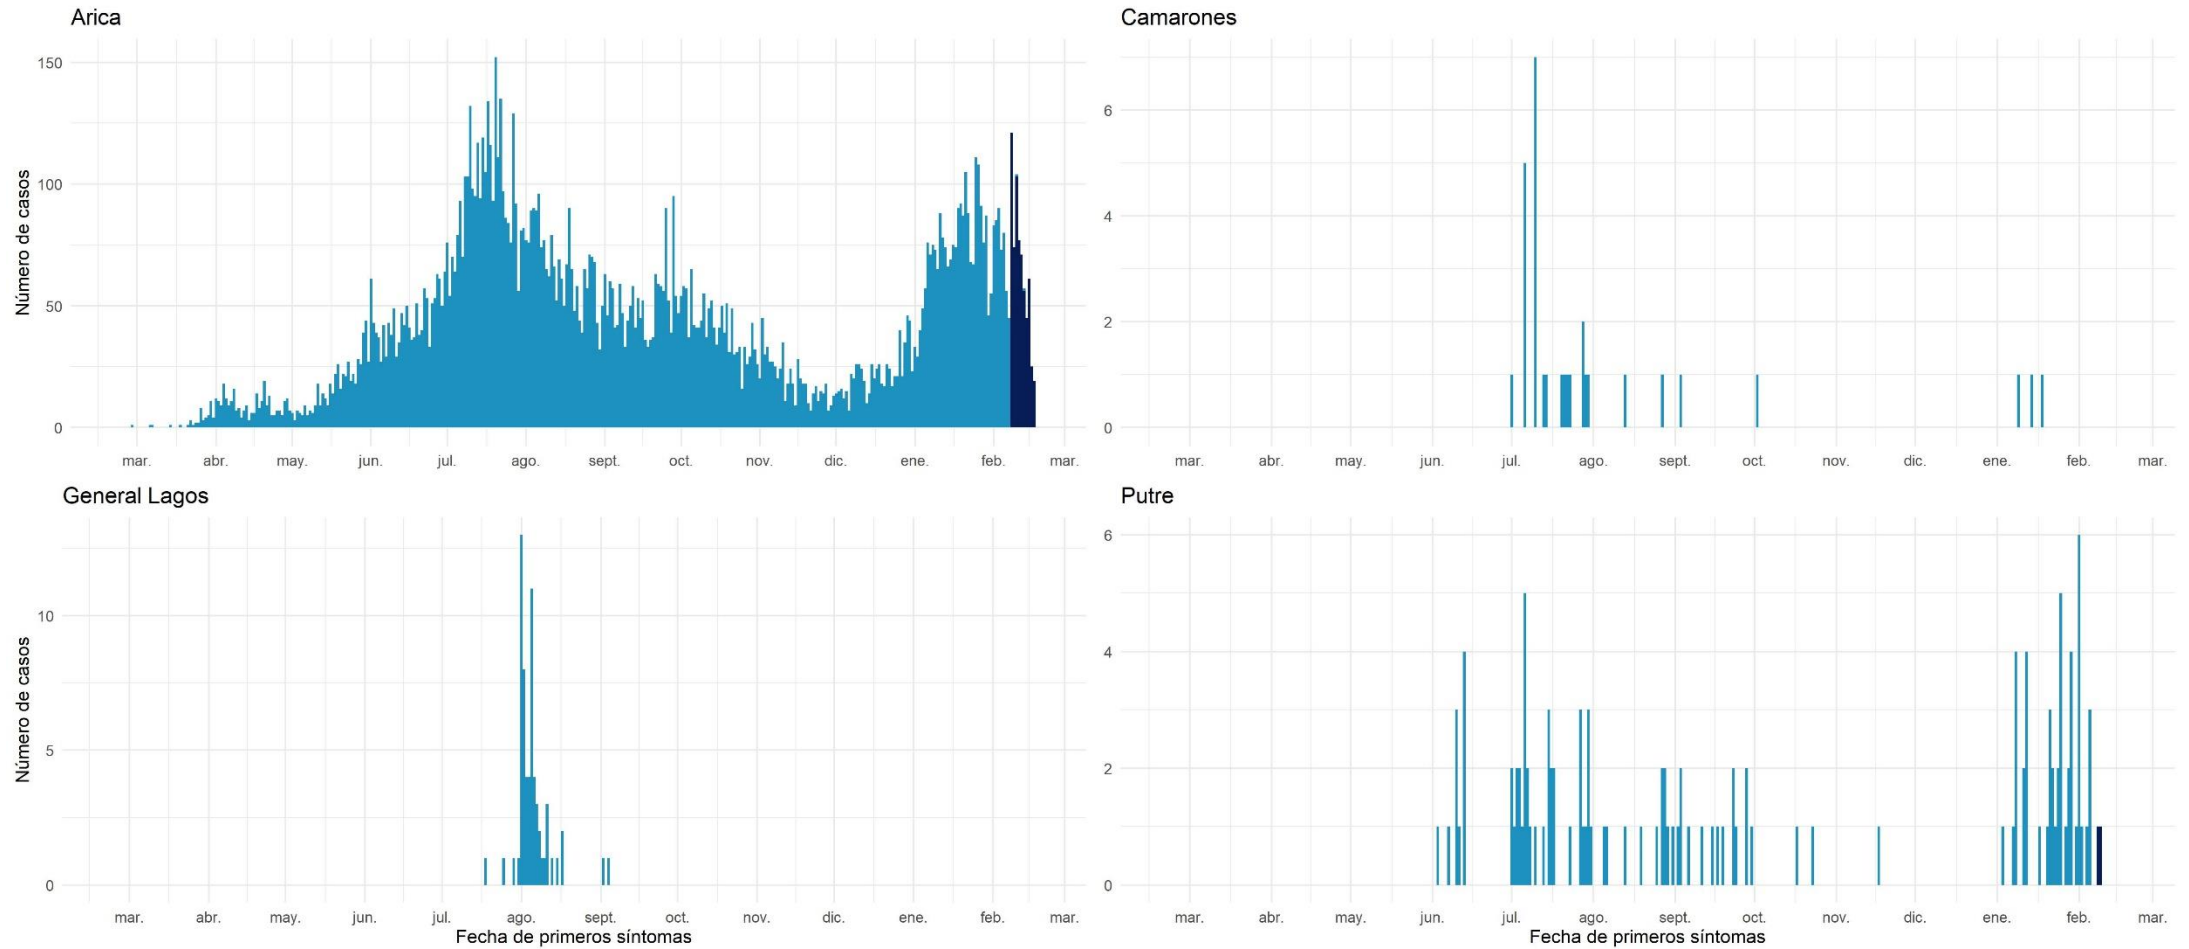 Arica
Número de casos
150
100
50
0
mar. abr. may. jun. jul. ago. sept. oct. nov. dic. ene. feb. mar.
Camarones
6
4
2
0
mar. abr. may. jun. jul. ago. sept. oct. nov. dic. ene. feb. mar.
General Lagos
Número de casos
10
5
0
mar. abr. may. jun. jul. ago. sept. oct. nov. dic. ene. feb. mar.
Fecha de primeros síntomas
Putre
6
4
2
0
mar. abr. may. jun. jul. ago. sept. oct. nov. dic. ene. feb. mar.
Fecha de primeros síntomas